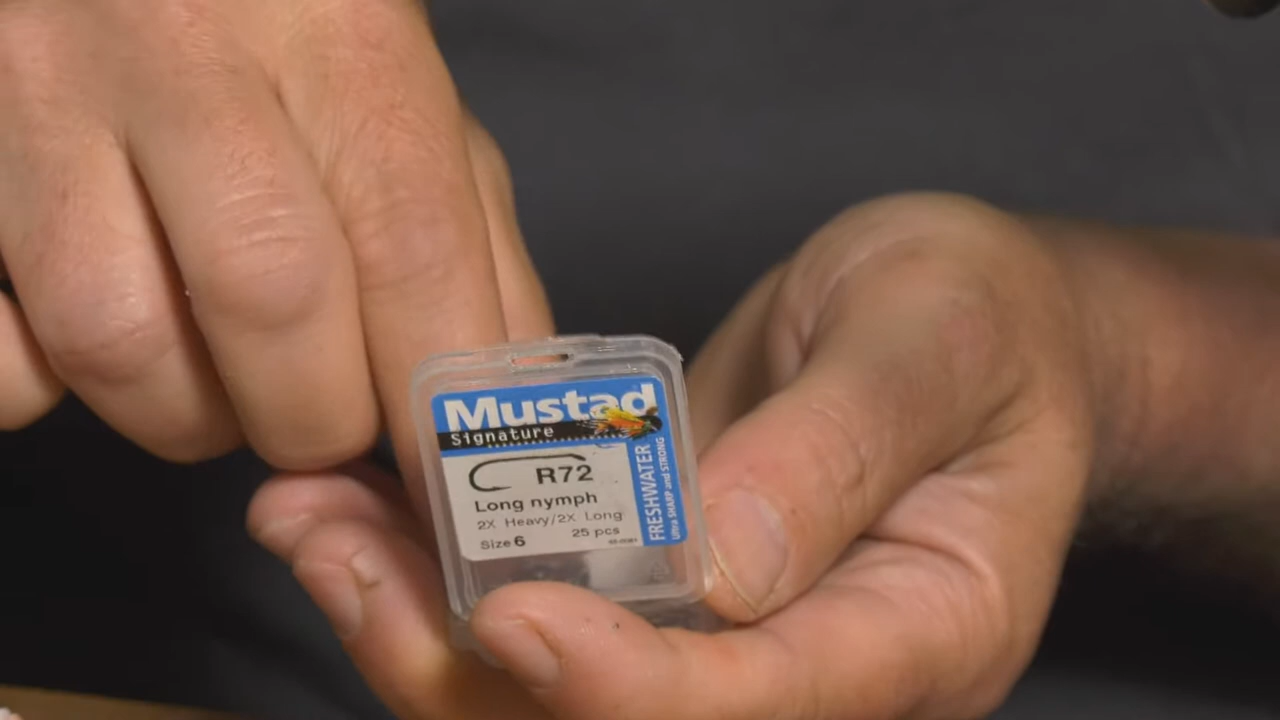 Mustad
Signature
R72
Long nymph
2X Heavy/2X Long
Size 6 25 pcs
FRESHWATER
Ultra SHARP and STRONG